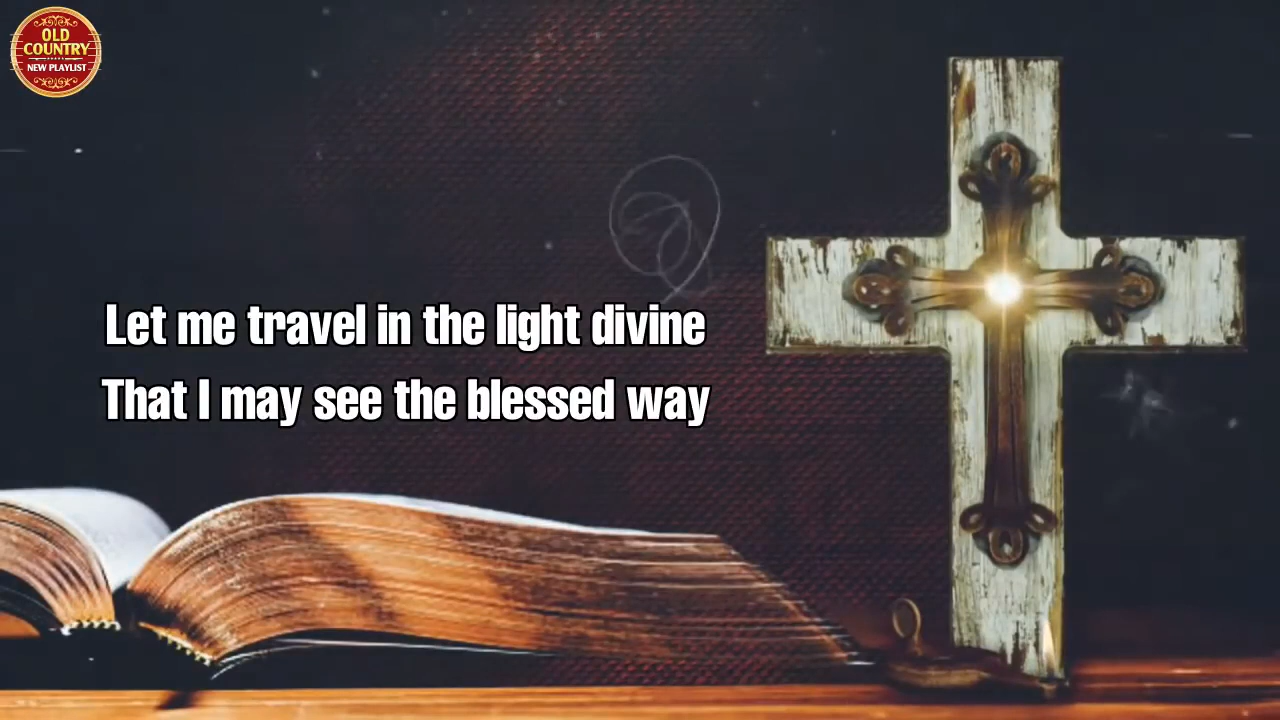 OLD
COUNTRY
NEW PLAYLIST
Let me travel in the light divine
That I may see the blessed way